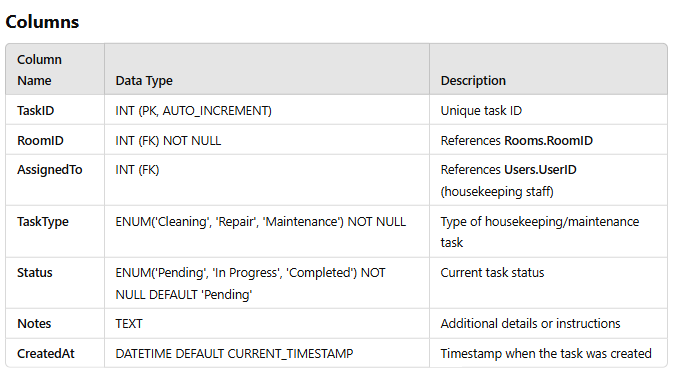 Columns
Column
Name
Data Type
Description
TaskID
INT (PK, AUTO_INCREMENT)
Unique task ID
RoomID
INT (FK) NOT NULL
References Rooms.RoomID
AssignedTo
INT (FK)
References Users.UserID
(housekeeping staff)
TaskType
ENUM('Cleaning', 'Repair', 'Maintenance') NOT NULL
Type of housekeeping/maintenance
task
Status
ENUM('Pending', 'In Progress', 'Completed') NOT
NULL DEFAULT 'Pending'
Current task status
Notes
TEXT
Additional details or instructions
CreatedAt
DATETIME DEFAULT CURRENT_TIMESTAMP
Timestamp when the task was created